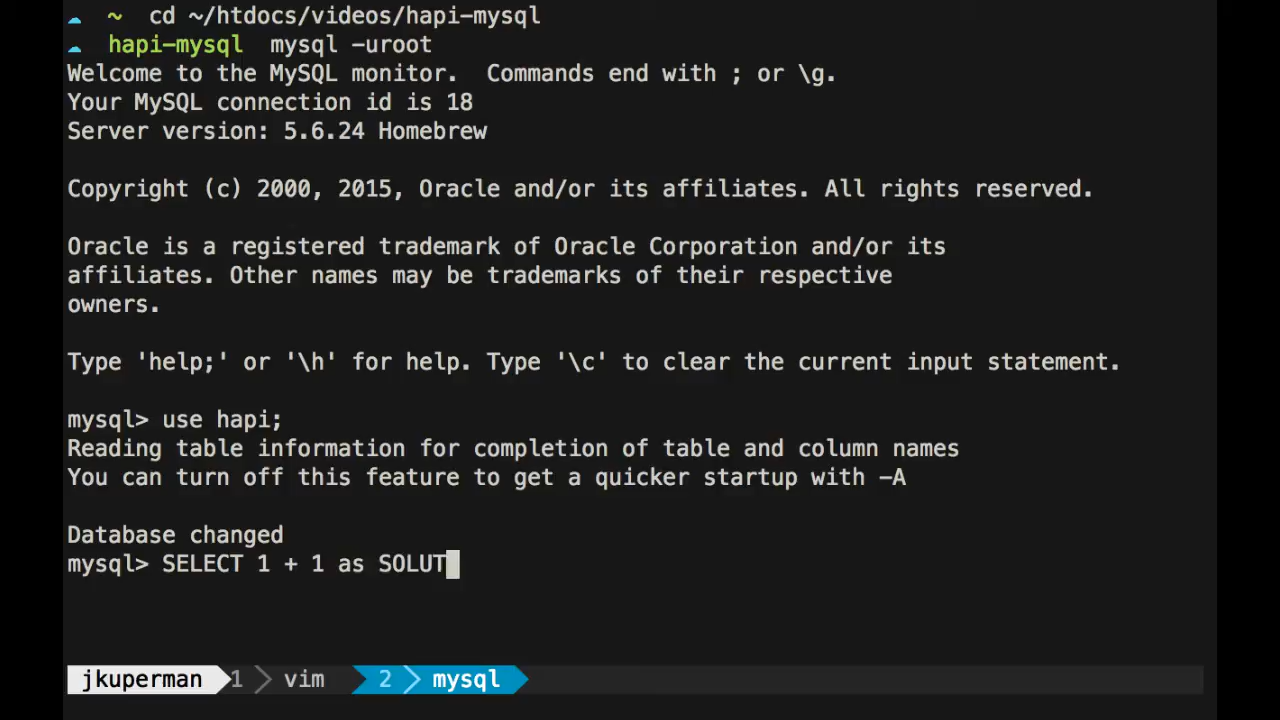 ~ cd ~/htdocs/videos/hapi-mysql
hapi-mysql mysql -uroot
Welcome to the MySQL monitor.  Commands end with ; or \g.
Your MySQL connection id is 18
Server version: 5.6.24 Homebrew
Copyright (c) 2000, 2015, Oracle and/or its affiliates. All rights reserved.
Oracle is a registered trademark of Oracle Corporation and/or its
affiliates. Other names may be trademarks of their respective
owners.
Type 'help;' or '\h' for help. Type '\c' to clear the current input statement.
mysql> use hapi;
Reading table information for completion of table and column names
You can turn off this feature to get a quicker startup with -A
Database changed
mysql> SELECT 1 + 1 as SOLUT
jkuperman 1 vim 2 mysql